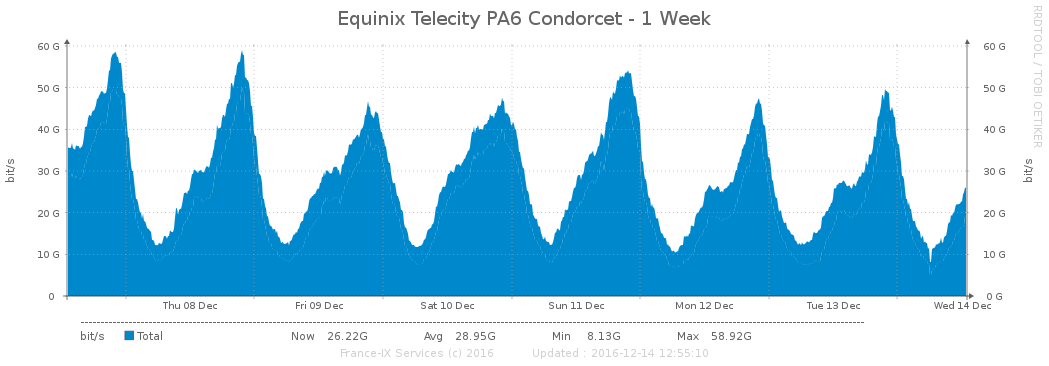 Equinix Telecity PA6 Condorcet - 1 Week
RRDTOOL / TOBI OETIKER
60 G 60 G
50 G 50 G
40 G 40 G
30 G 30 G
20 G 20 G
10 G 10 G
0 0 G
bit/s bit/s
Thu 08 Dec Fri 09 Dec Sat 10 Dec Sun 11 Dec Mon 12 Dec Tue 13 Dec Wed 14 Dec
bit/s Total Now 26.22G Avg 28.95G Min 8.13G Max 58.92G
France-IX Services (c) 2016 Updated : 2016-12-14 12:55:10